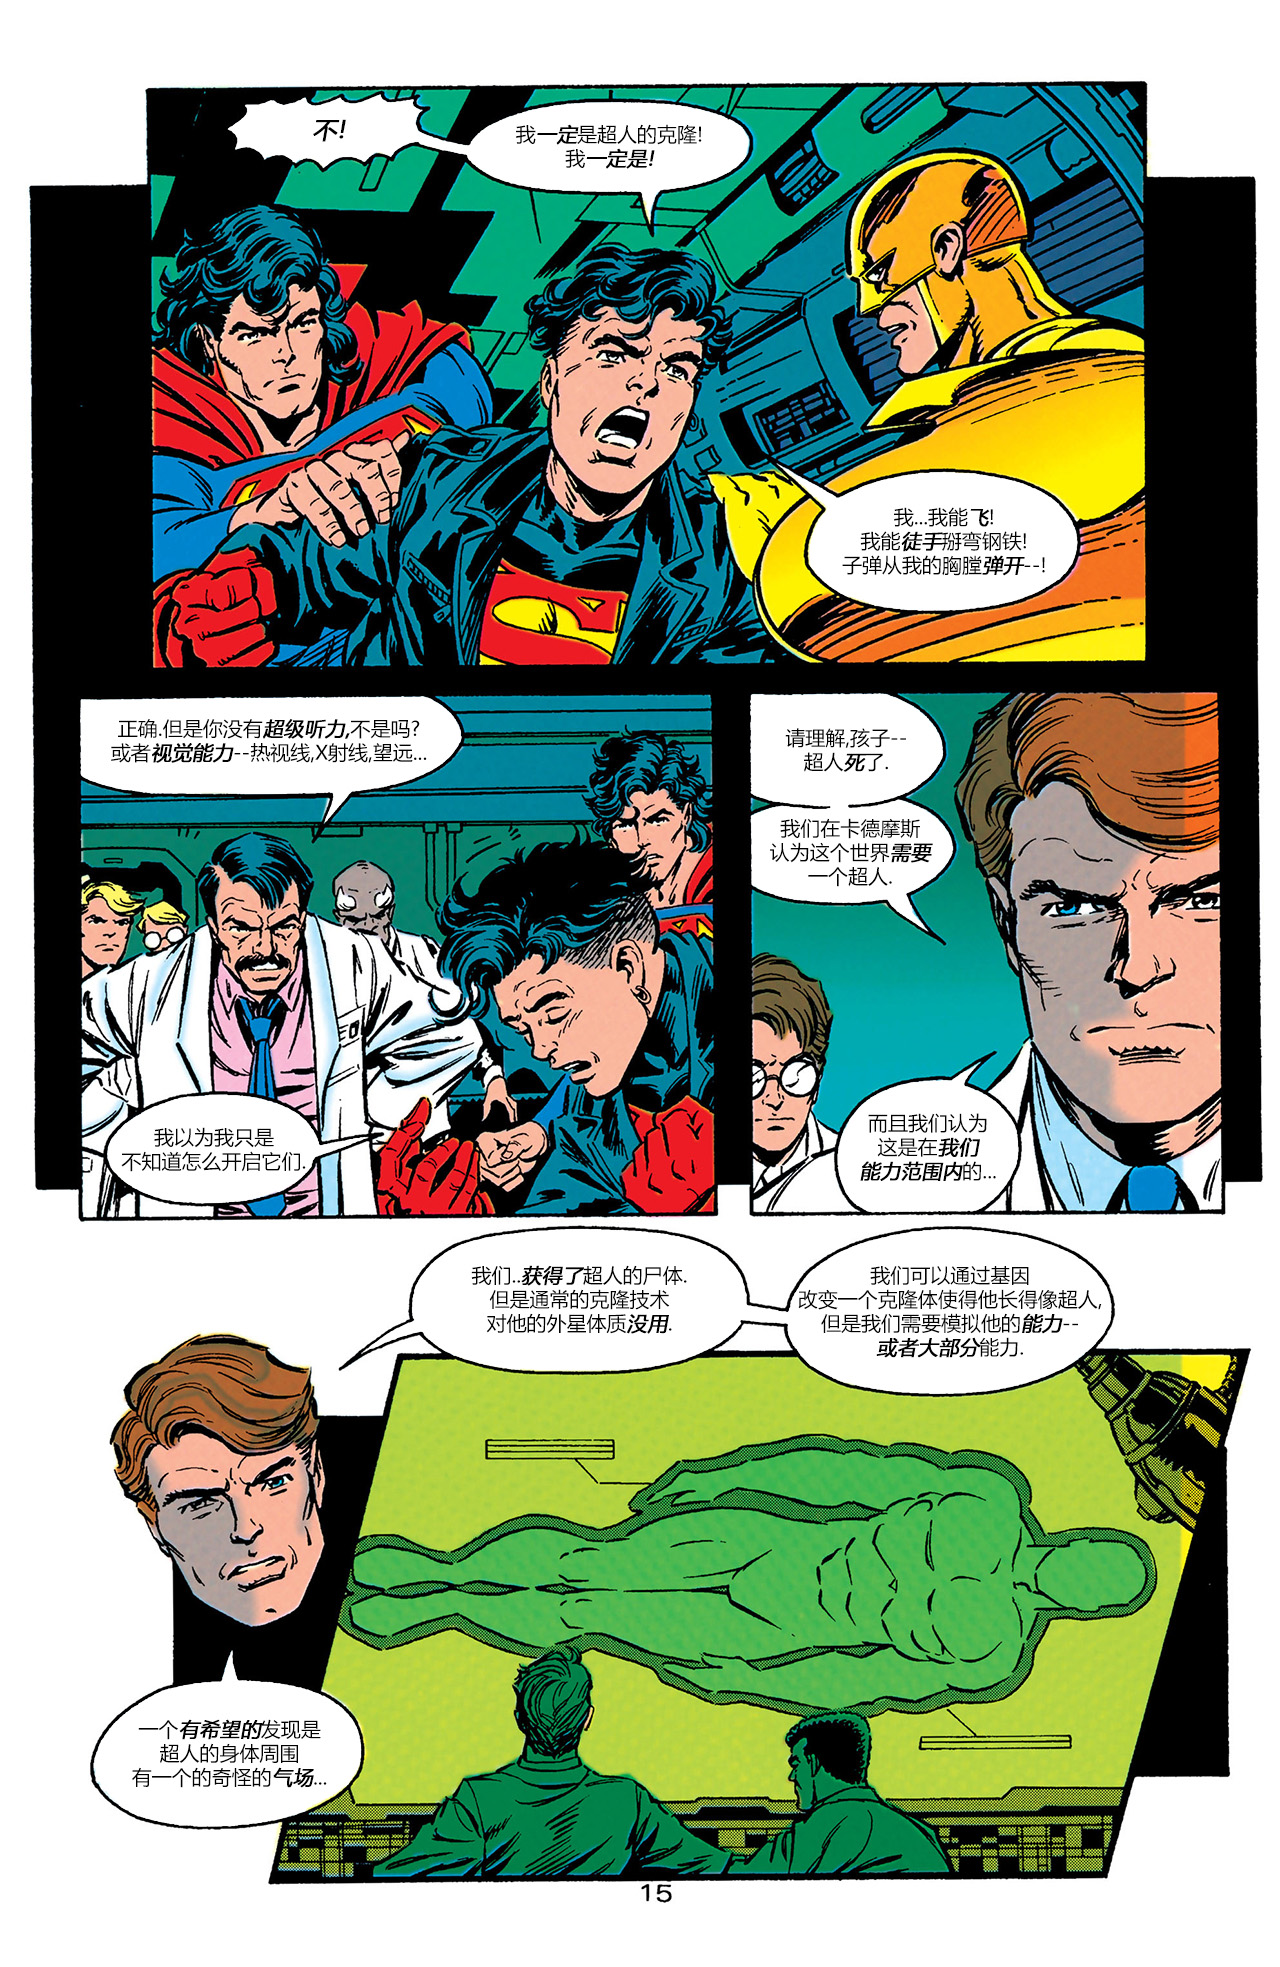 不!
我一定是超人的克隆!
我一定是!
我...我能飞!
我能徒手掰弯钢铁!
子弹从我的胸膛弹开--!
正确.但是你没有超级听力,不是吗?
或者视觉能力--热视线,X射线,望远...
我以为我只是
不知道怎么开启它们.
请理解,孩子--
超人死了.
我们在卡德摩斯
认为这个世界需要
一个超人.
而且我们认为
这是在我们
能力范围内的...
我们..获得了超人的尸体.
但是通常的克隆技术
对他的外星体质没用.
我们可以通过基因
改变一个克隆体使得他长得像超人,
但是我们需要模拟他的能力--
或者大部分能力.
一个有希望的发现是
超人的身体周围
有一个的奇怪的气场...
15